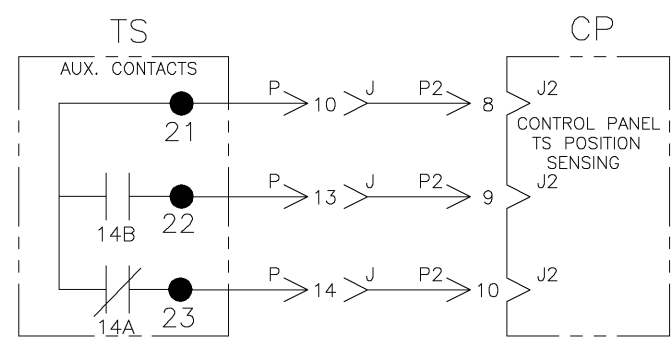 TS
CP
AUX. CONTACTS
P 10 J P2 8 J2
21
CONTROL PANEL
TS POSITION
SENSING
P 13 J P2 9 J2
14B 22
P 14 J P2 10 J2
14A 23